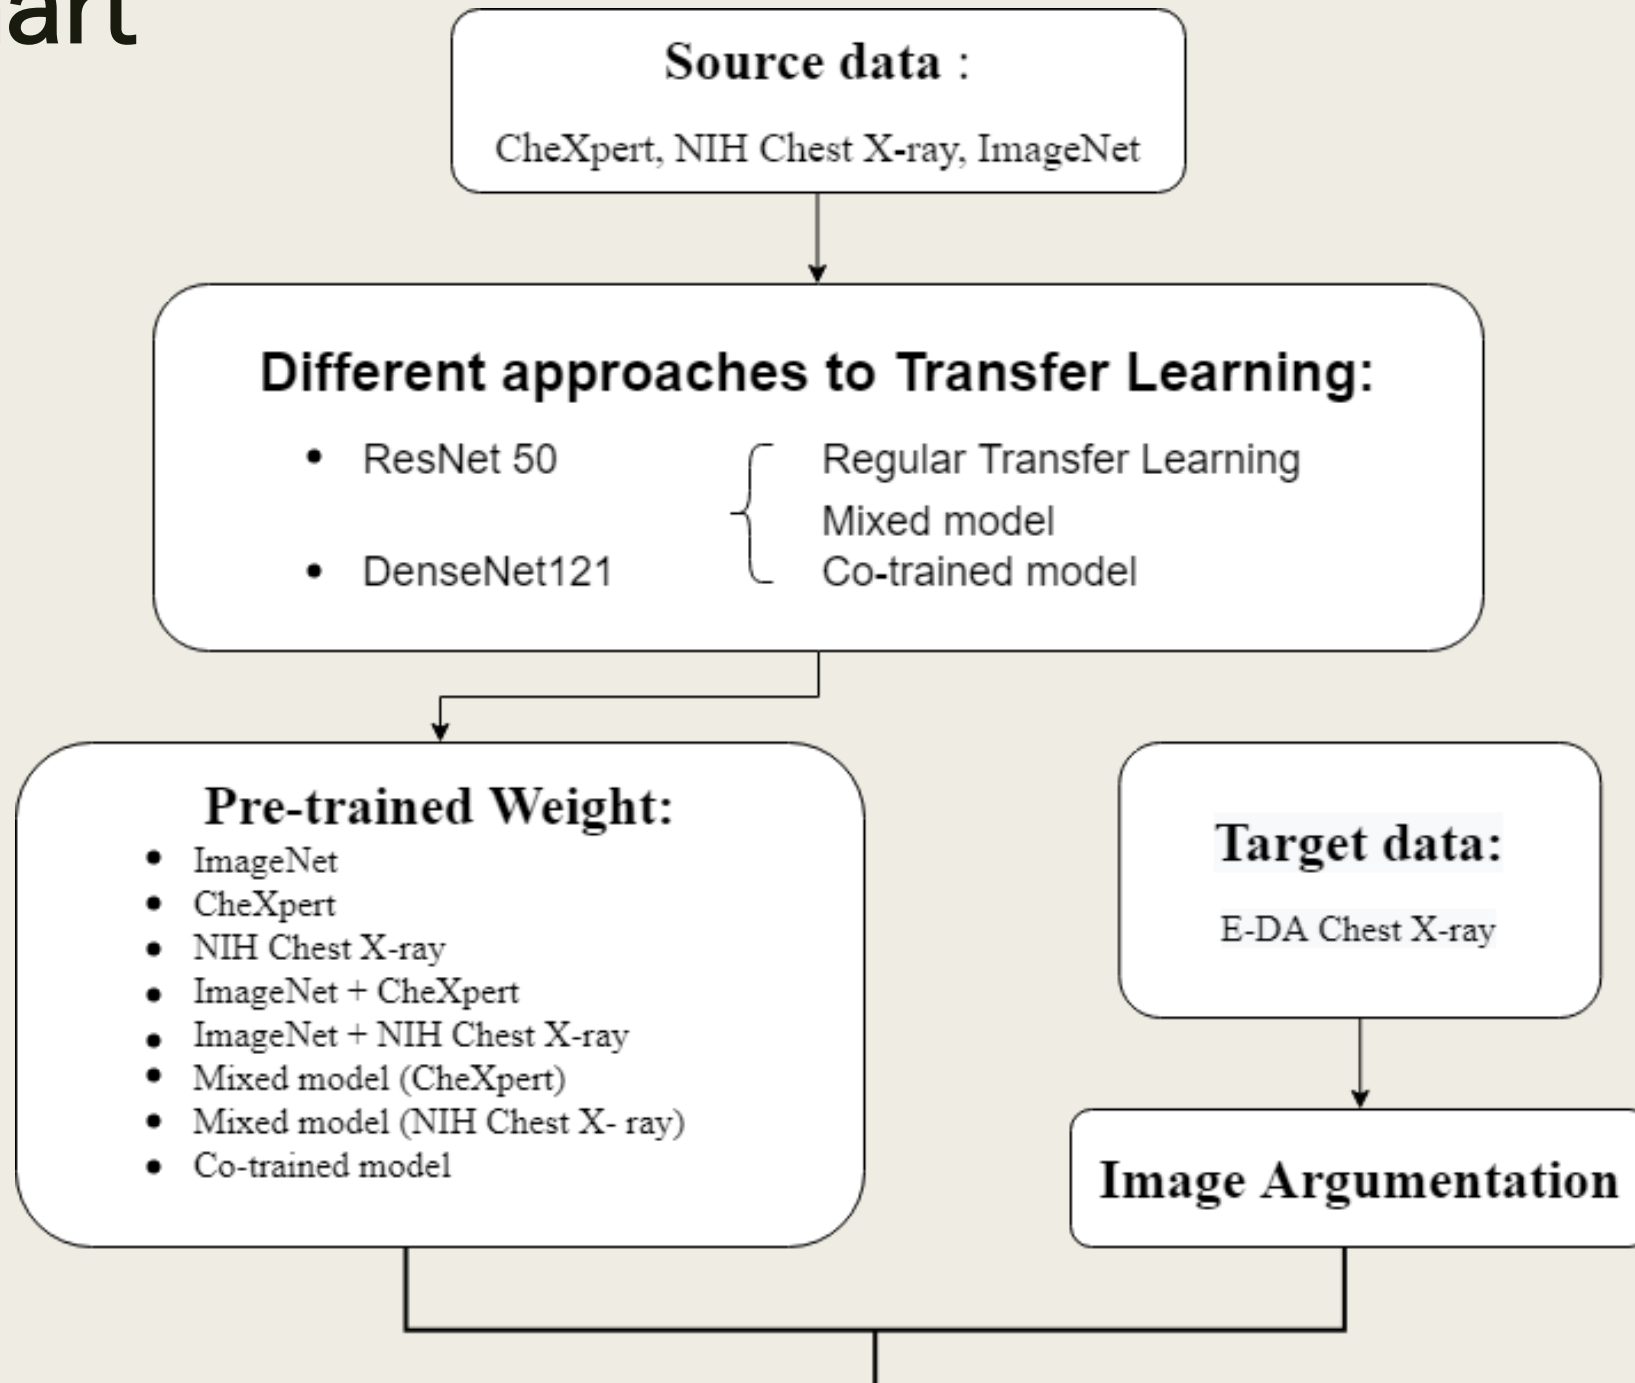 art
Source data :
CheXpert, NIH Chest X-ray, ImageNet
Different approaches to Transfer Learning:
• ResNet 50
Regular Transfer Learning
Mixed model
• DenseNet121
Co-trained model
Pre-trained Weight:
• ImageNet
• CheXpert
• NIH Chest X-ray
• ImageNet + CheXpert
• ImageNet + NIH Chest X-ray
• Mixed model (CheXpert)
• Mixed model (NIH Chest X- ray)
• Co-trained model
Target data:
E-DA Chest X-ray
Image Argumentation